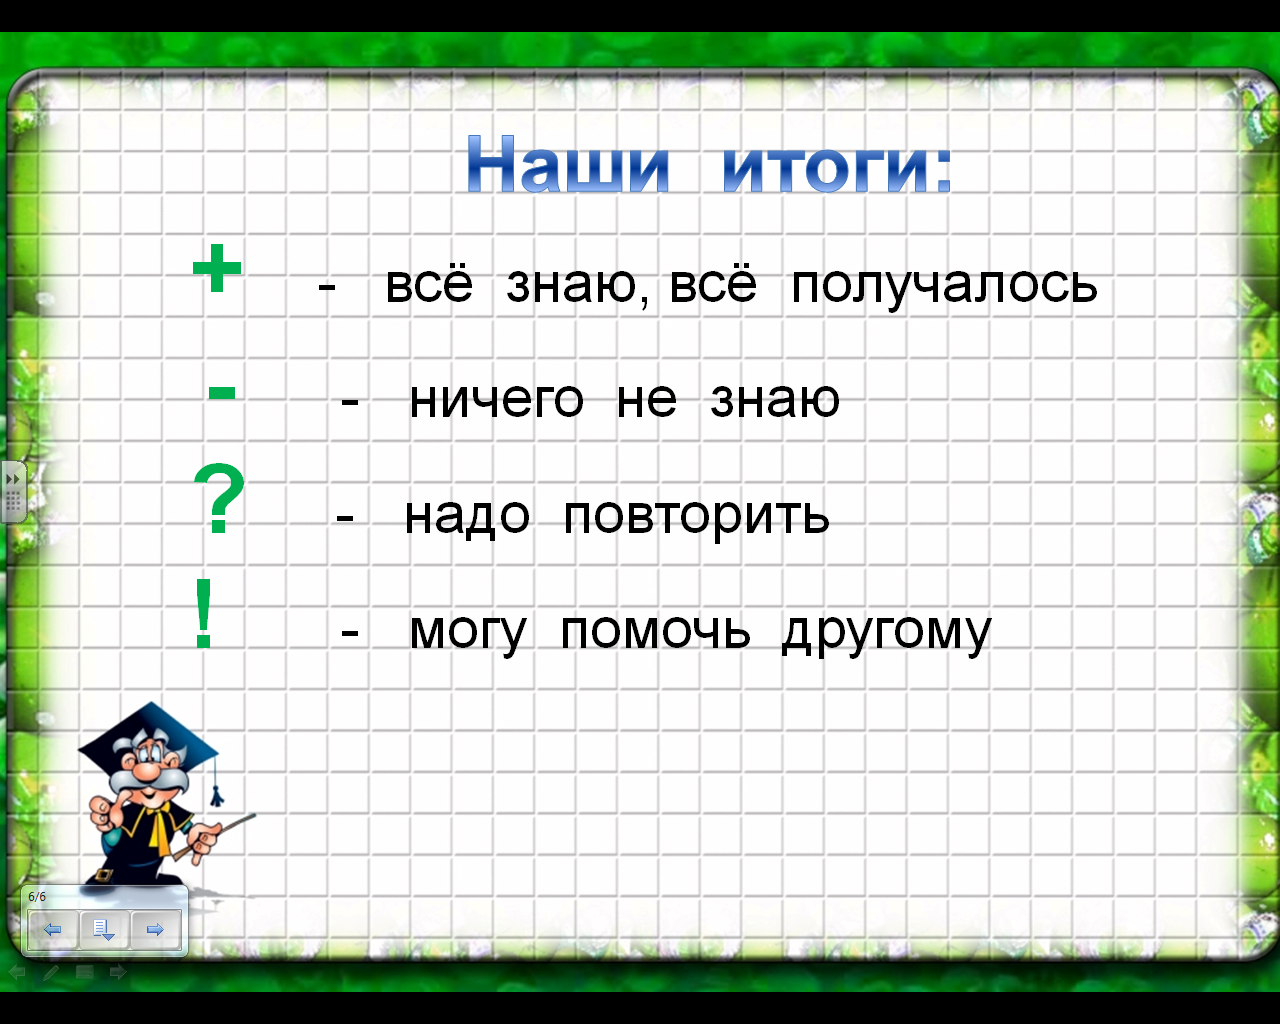 Наши итоги:
+ - всё знаю, всё получалось
- - ничего не знаю
? - надо повторить
! - могу помочь другому
6/6